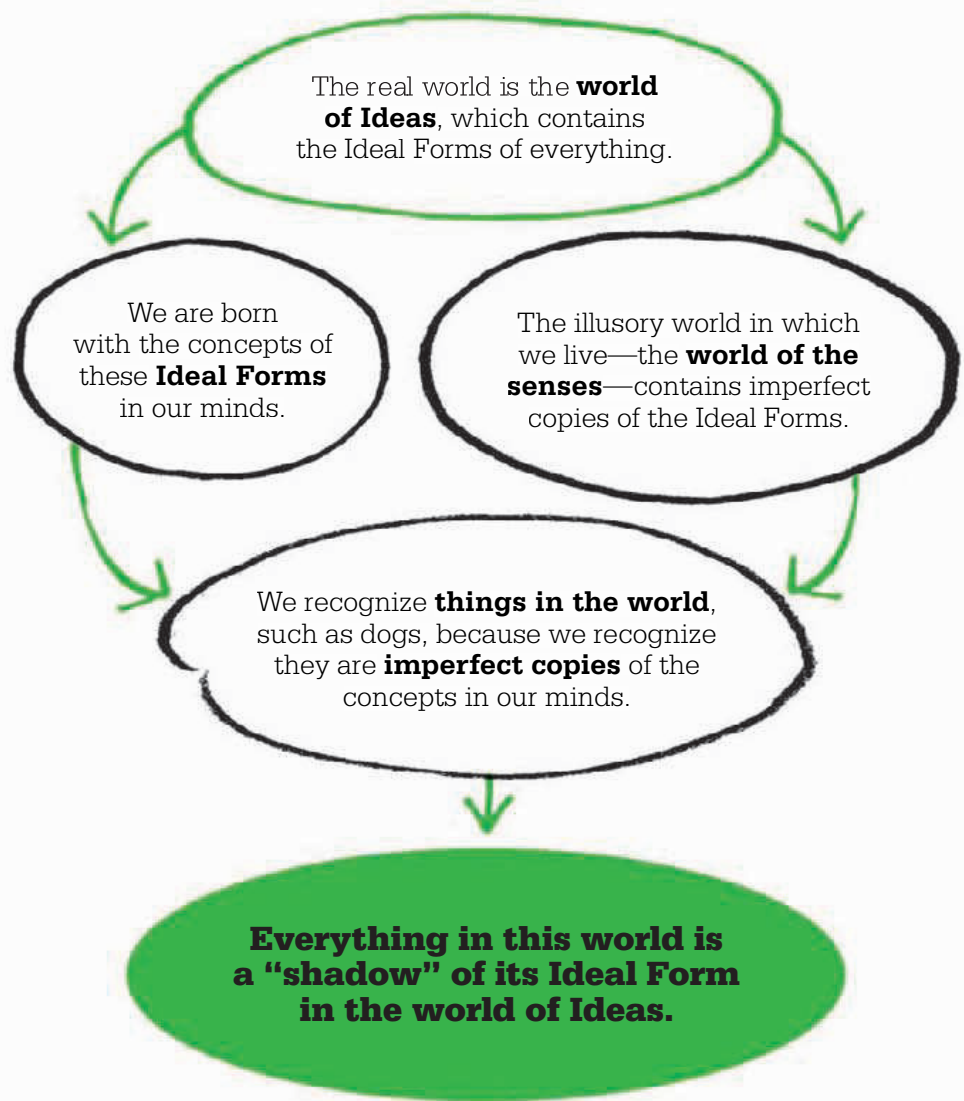 The real world is the world
of Ideas, which contains
the Ideal Forms of everything.
We are born
with the concepts of
these Ideal Forms
in our minds.
The illusory world in which
we live—the world of the
senses—contains imperfect
copies of the Ideal Forms.
We recognize things in the world,
such as dogs, because we recognize
they are imperfect copies of the
concepts in our minds.
Everything in this world is
a “shadow” of its Ideal Form
in the world of Ideas.